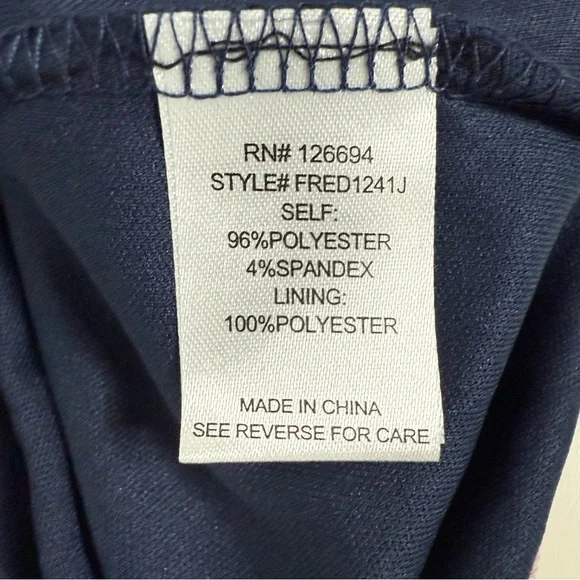 RN# 126694
STYLE# FRED1241J
SELF:
96%POLYESTER
4%SPANDEX
LINING:
100%POLYESTER
MADE IN CHINA
SEE REVERSE FOR CARE